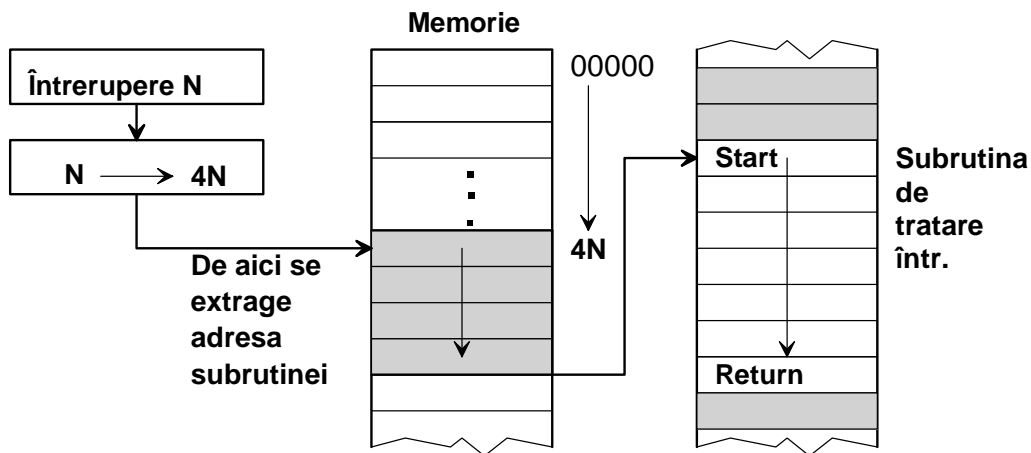 Memorie
Întrerupere N
N 4N
De aici se
extrage
adresa
subrutinei
00000
4N
Start
Return
Subrutina
de
tratare
într.